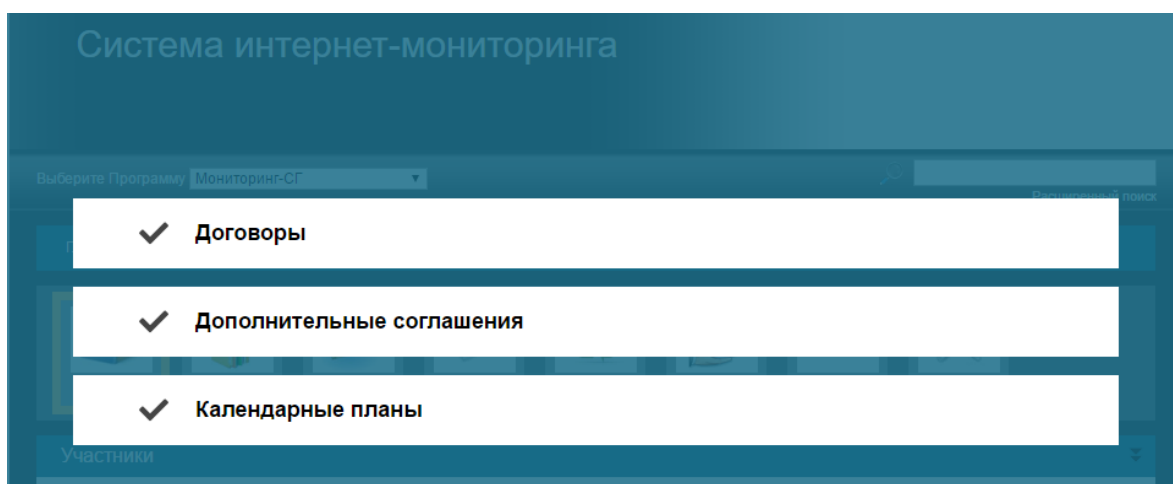 Система интернет-мониторинга
Выберите Программу Мониторинг-СГ
Расширенный поиск
Договоры
Дополнительные соглашения
Календарные планы
Участники